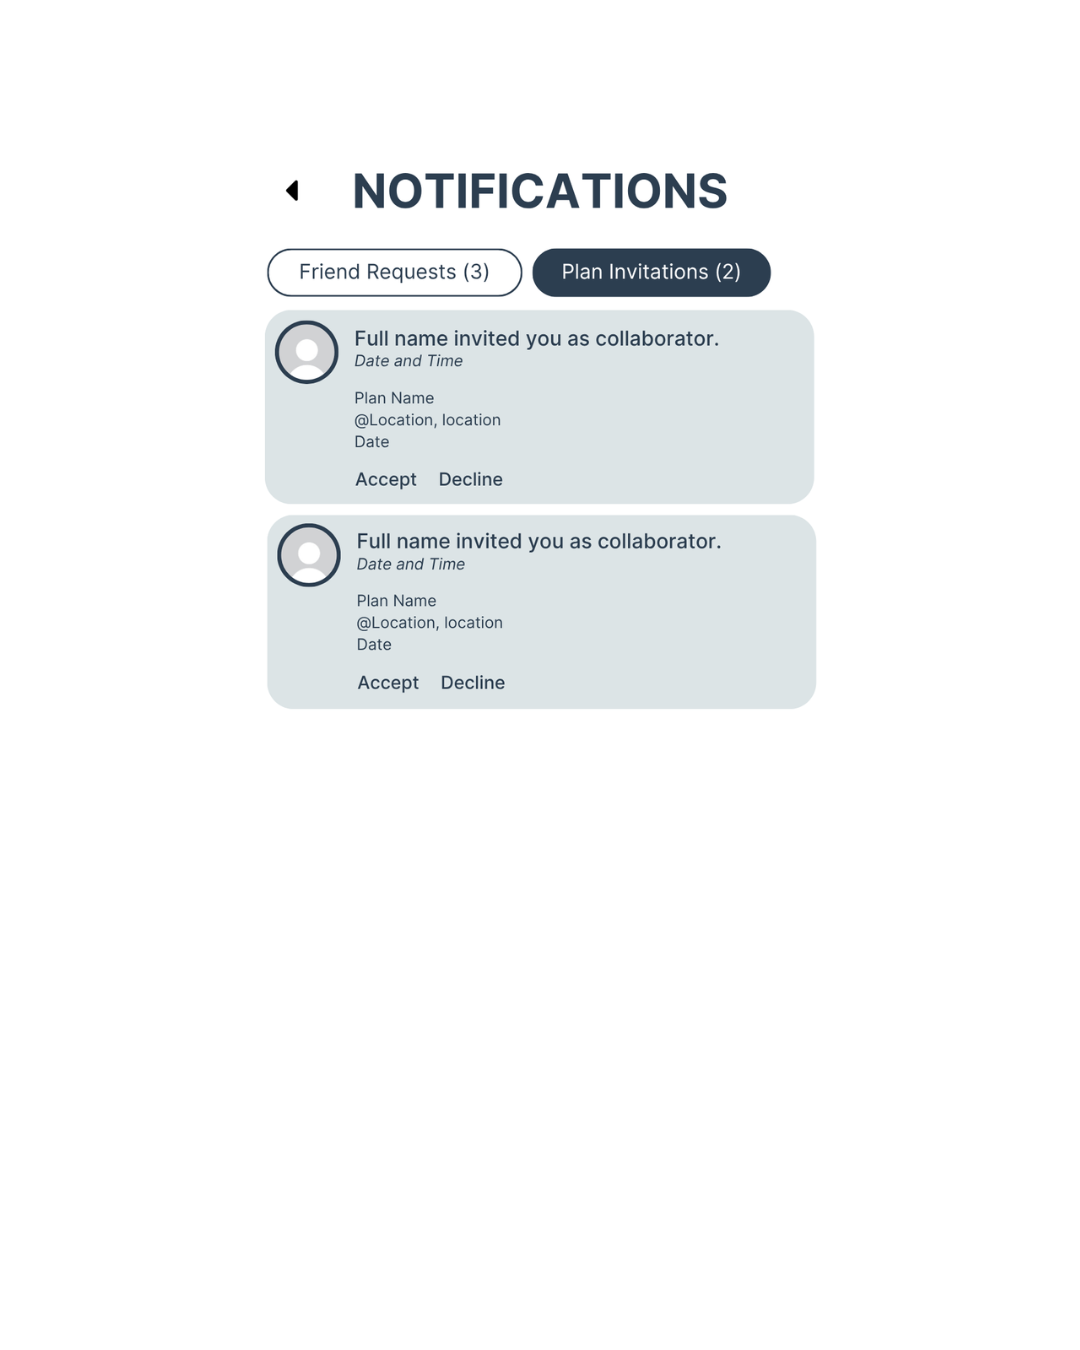 NOTIFICATIONS
Friend Requests (3) Plan Invitations (2)
Full name invited you as collaborator.
Date and Time
Plan Name
@Location, location
Date
Accept Decline
Full name invited you as collaborator.
Date and Time
Plan Name
@Location, location
Date
Accept Decline